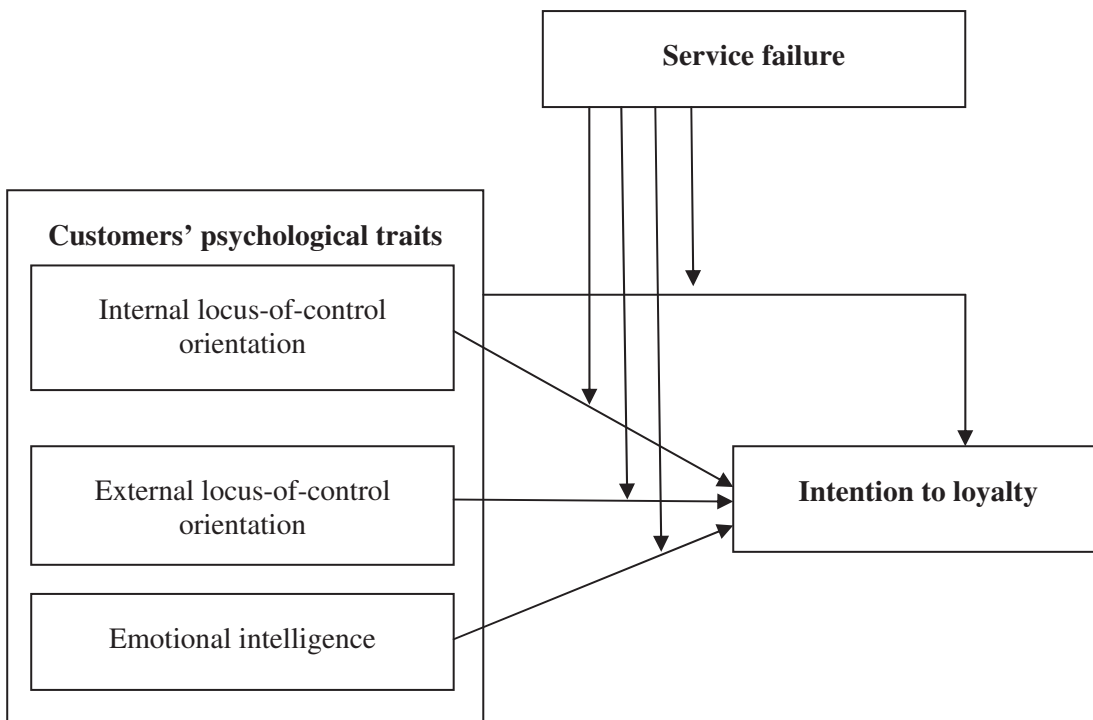 Service failure
Customers’ psychological traits
Internal locus-of-control
orientation
External locus-of-control
orientation
Emotional intelligence
Intention to loyalty